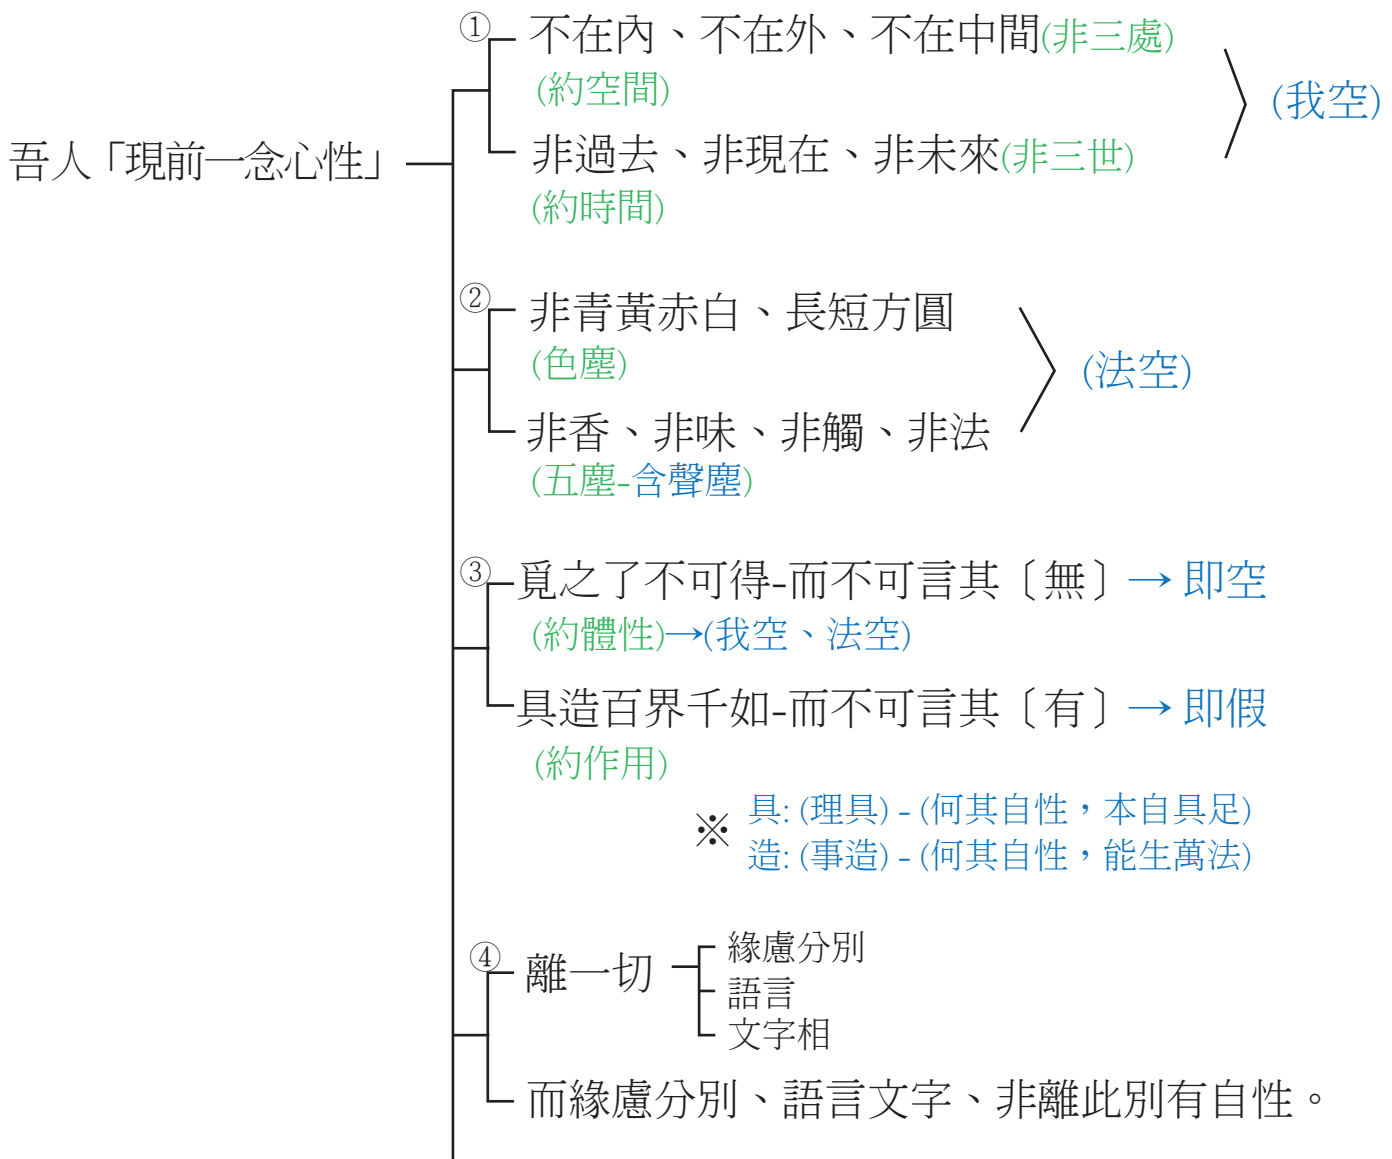 ① 不在內、不在外、不在中間(非三處)
(約空間)
(我空)
吾人「現前一念心性」
非過去、非現在、非未來(非三世)
(約時間)
② 非青黃赤白、長短方圓
(色塵)
(法空)
非香、非味、非觸、非法
(五塵-含聲塵)
③ 覓之了不可得-而不可言其〔無〕→ 即空
(約體性)→(我空、法空)
具造百界千如-而不可言其〔有〕→ 即假
(約作用)
※ 具: (理具) - (何其自性，本自具足)
造: (事造) - (何其自性，能生萬法)
④ 離一切
緣慮分別
語言
文字相
而緣慮分別、語言文字、非離此別有自性。